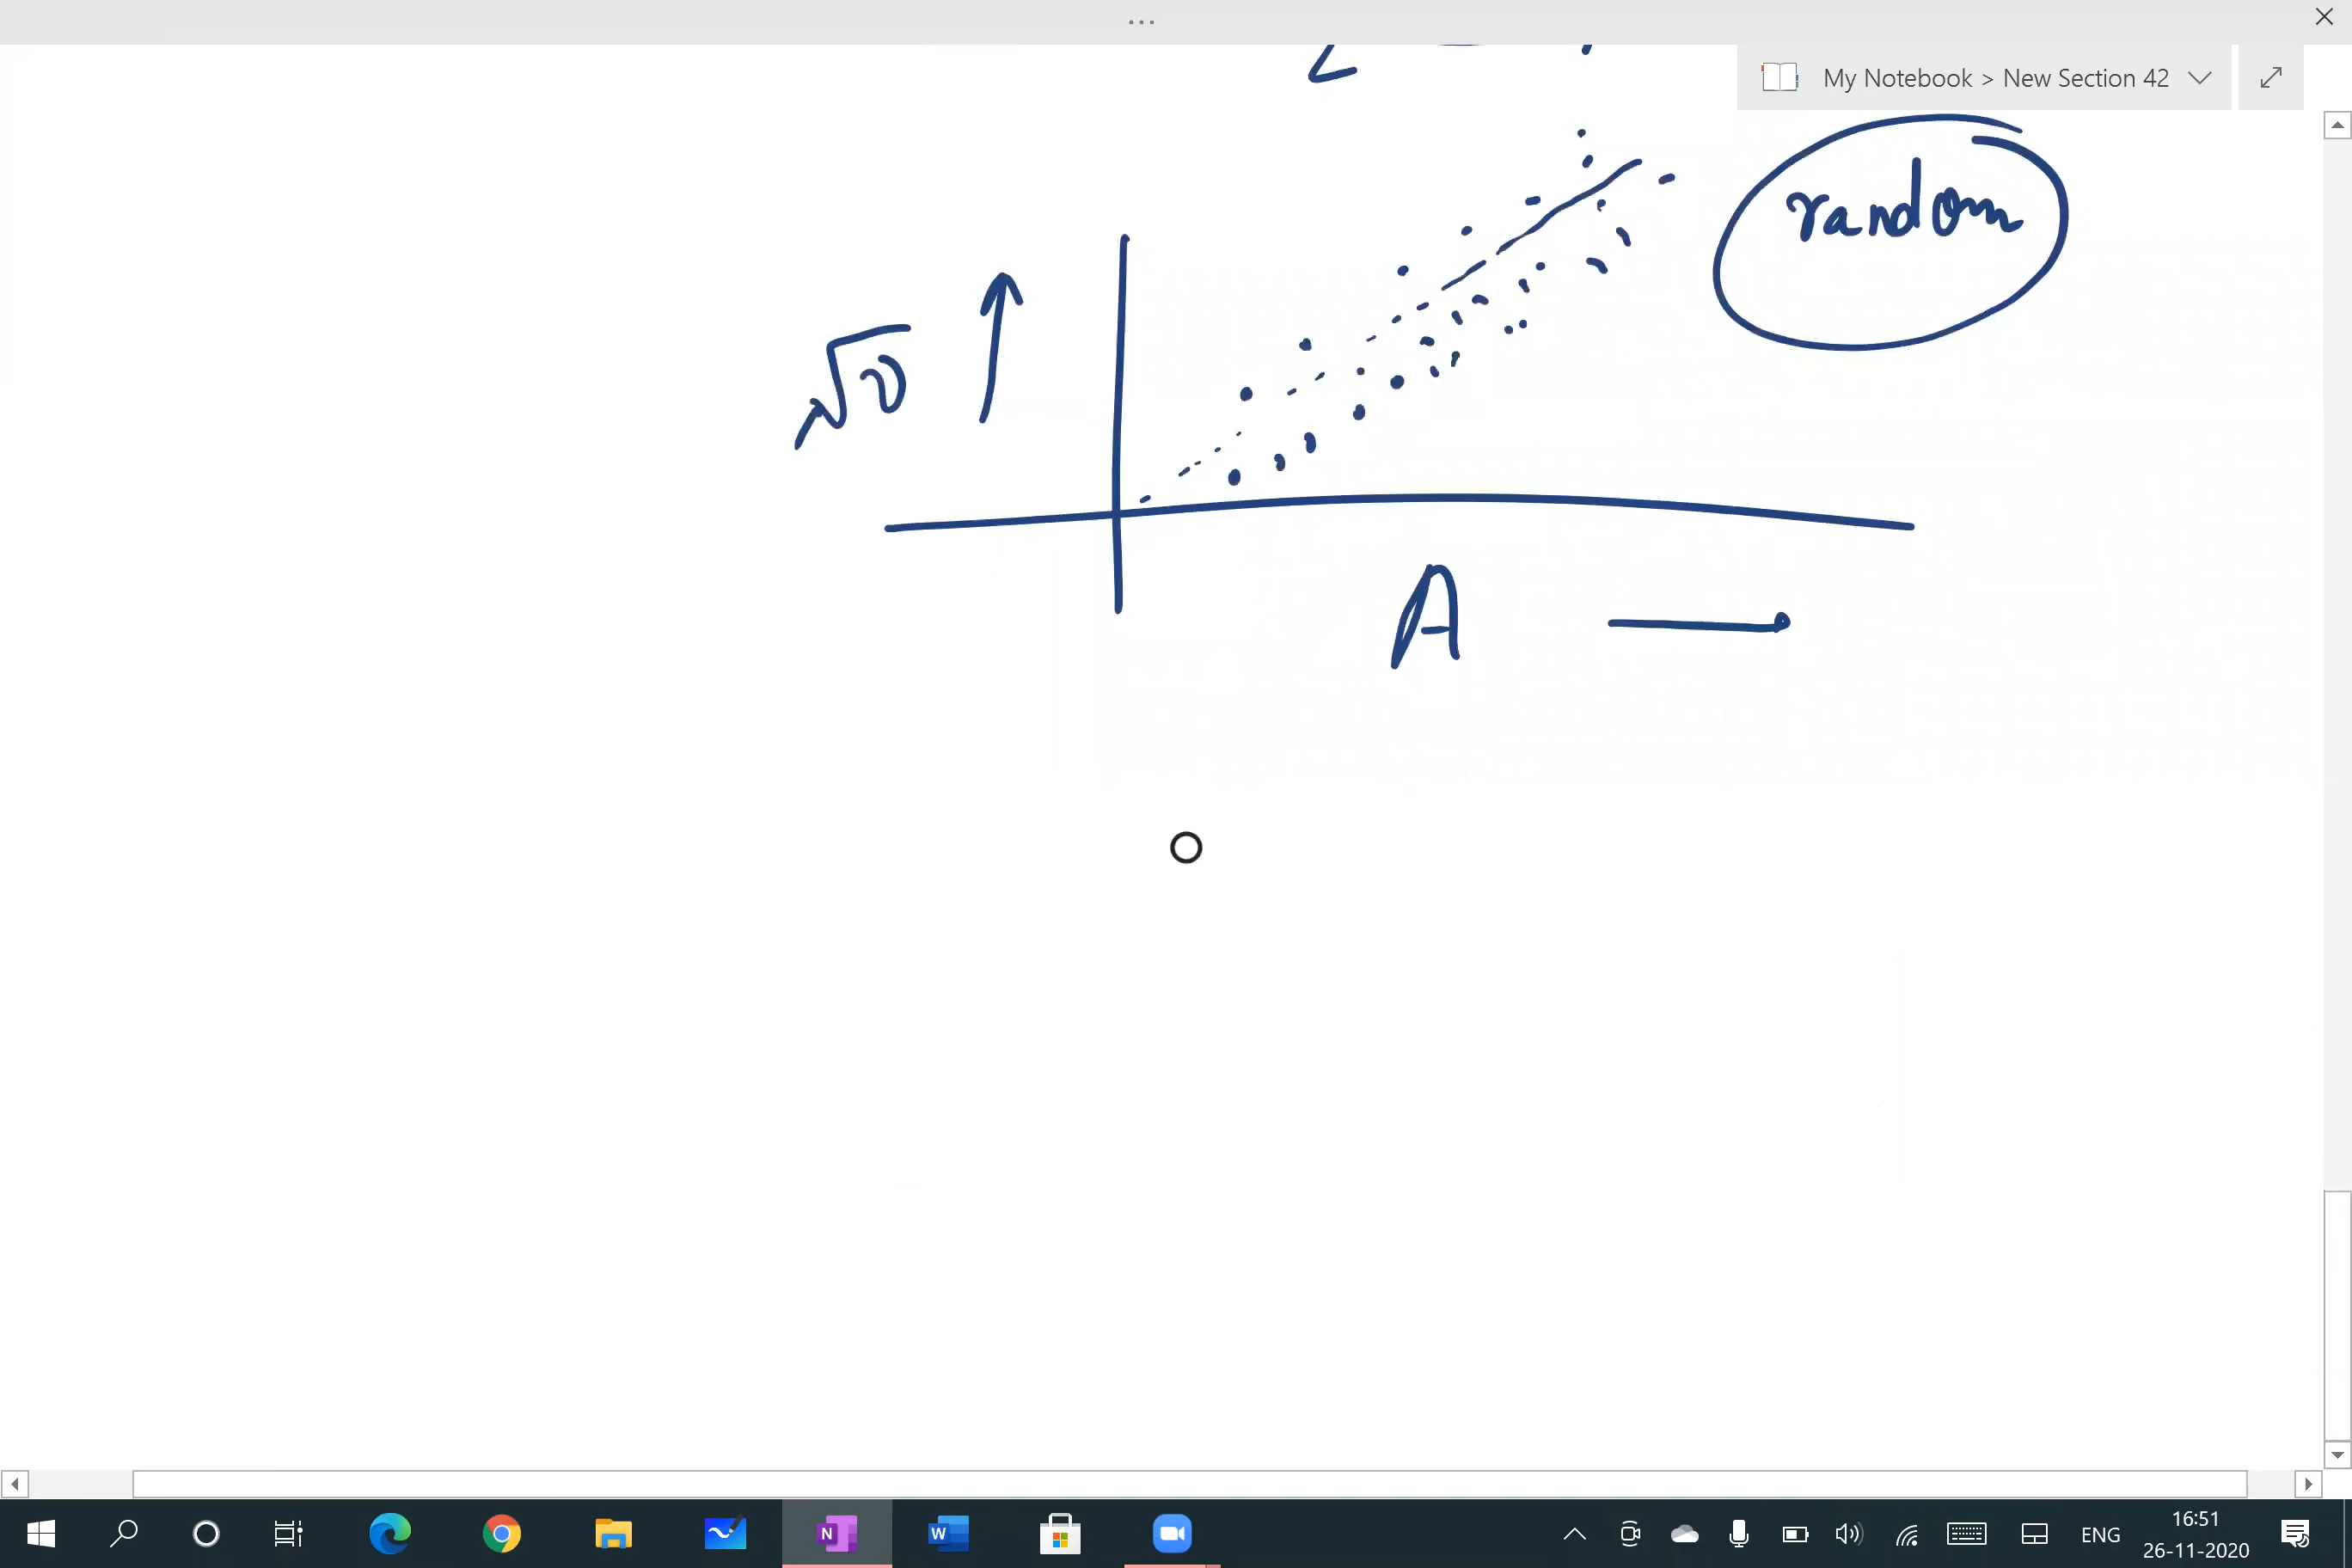 My Notebook > New Section 42
random
A
ENG
16:51
26-11-2020